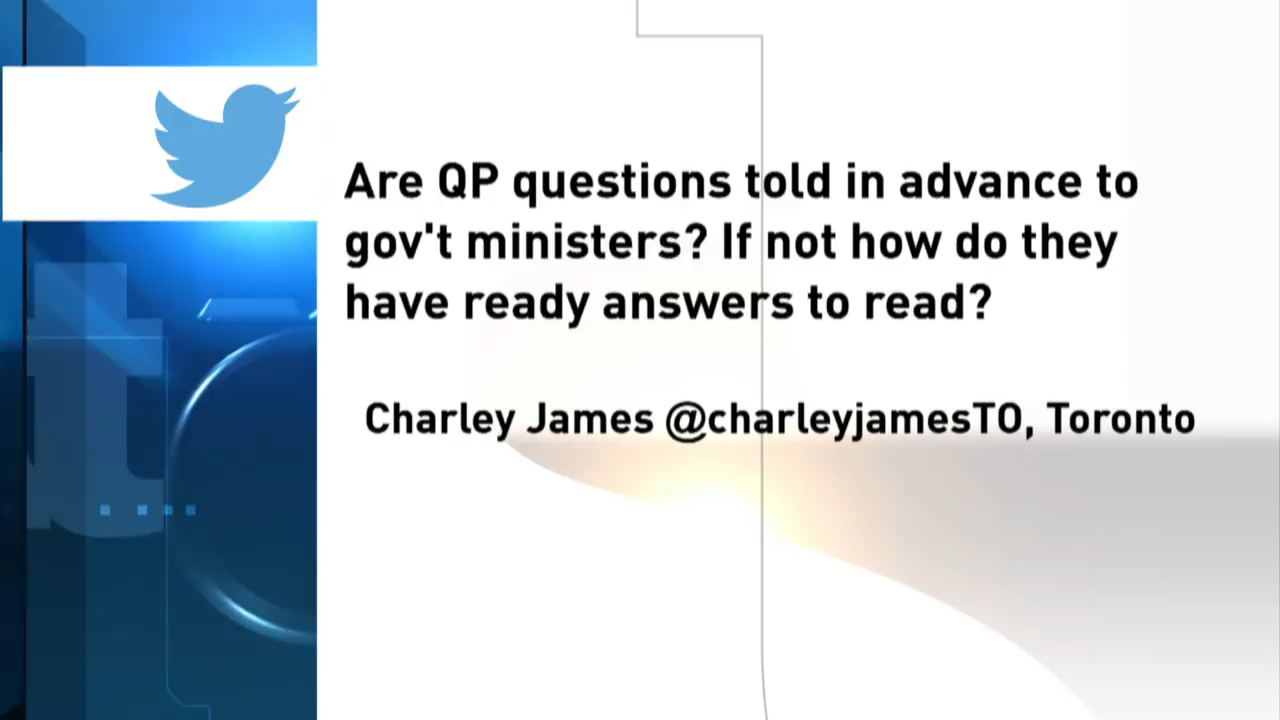 Are QP questions told in advance to
gov't ministers? If not how do they
have ready answers to read?
Charley James @charleyjamesTO, Toronto